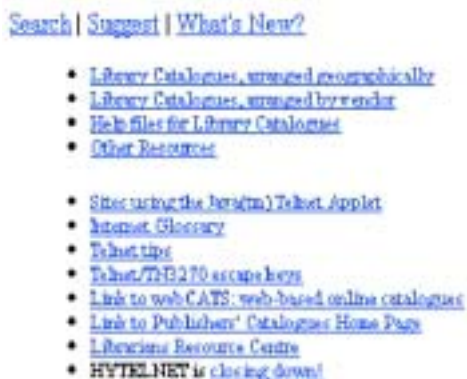 Search | Suggest | What's New?
Library Catalogues, arranged geographically
Library Catalogues, arranged by vendor
Help files for Library Catalogues
Other Resources
Sites using the Java(tm) Telnet Applet
Internet Glossary
Telnet tips
Telnet/TN3270 escape keys
Link to webCATS: web-based online catalogues
Link to Publishers' Catalogues Home Page
Librarians Resource Centre
HYTELNET is closing down!